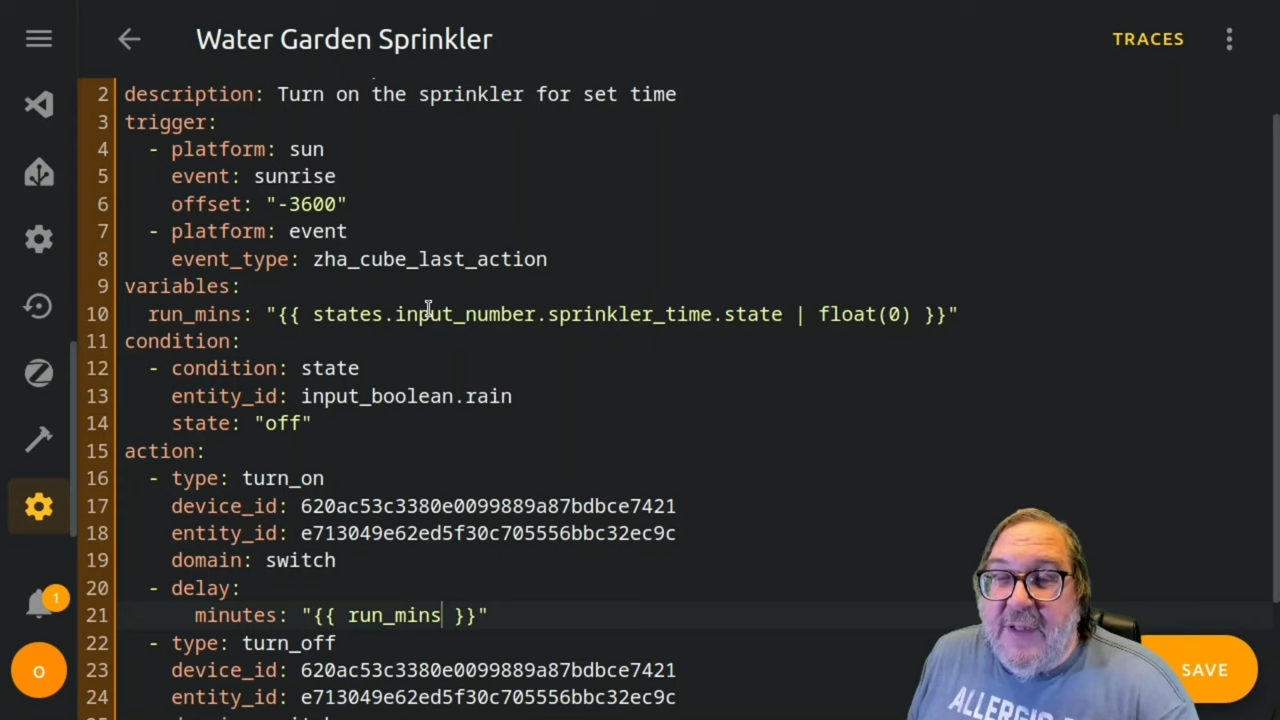 Water Garden Sprinkler
TRACES
2 description: Turn on the sprinkler for set time
3 trigger:
4 - platform: sun
5 event: sunrise
6 offset: "-3600"
7 - platform: event
8 event_type: zha_cube_last_action
9 variables:
10 run_mins: "{{ states.input_number.sprinkler_time.state | float(0) }}"
11 condition:
12 - condition: state
13 entity_id: input_boolean.rain
14 state: "off"
15 action:
16 - type: turn_on
17 device_id: 620ac53c3380e0099889a87bdbce7421
18 entity_id: e713049e62ed5f30c705556bbc32ec9c
19 domain: switch
20 - delay:
21 minutes: "{{ run_mins }}"
22 - type: turn_off
23 device_id: 620ac53c3380e0099889a87bdbce7421
24 entity_id: e713049e62ed5f30c705556bbc32ec9c
1
o
SAVE
ALLERGIC